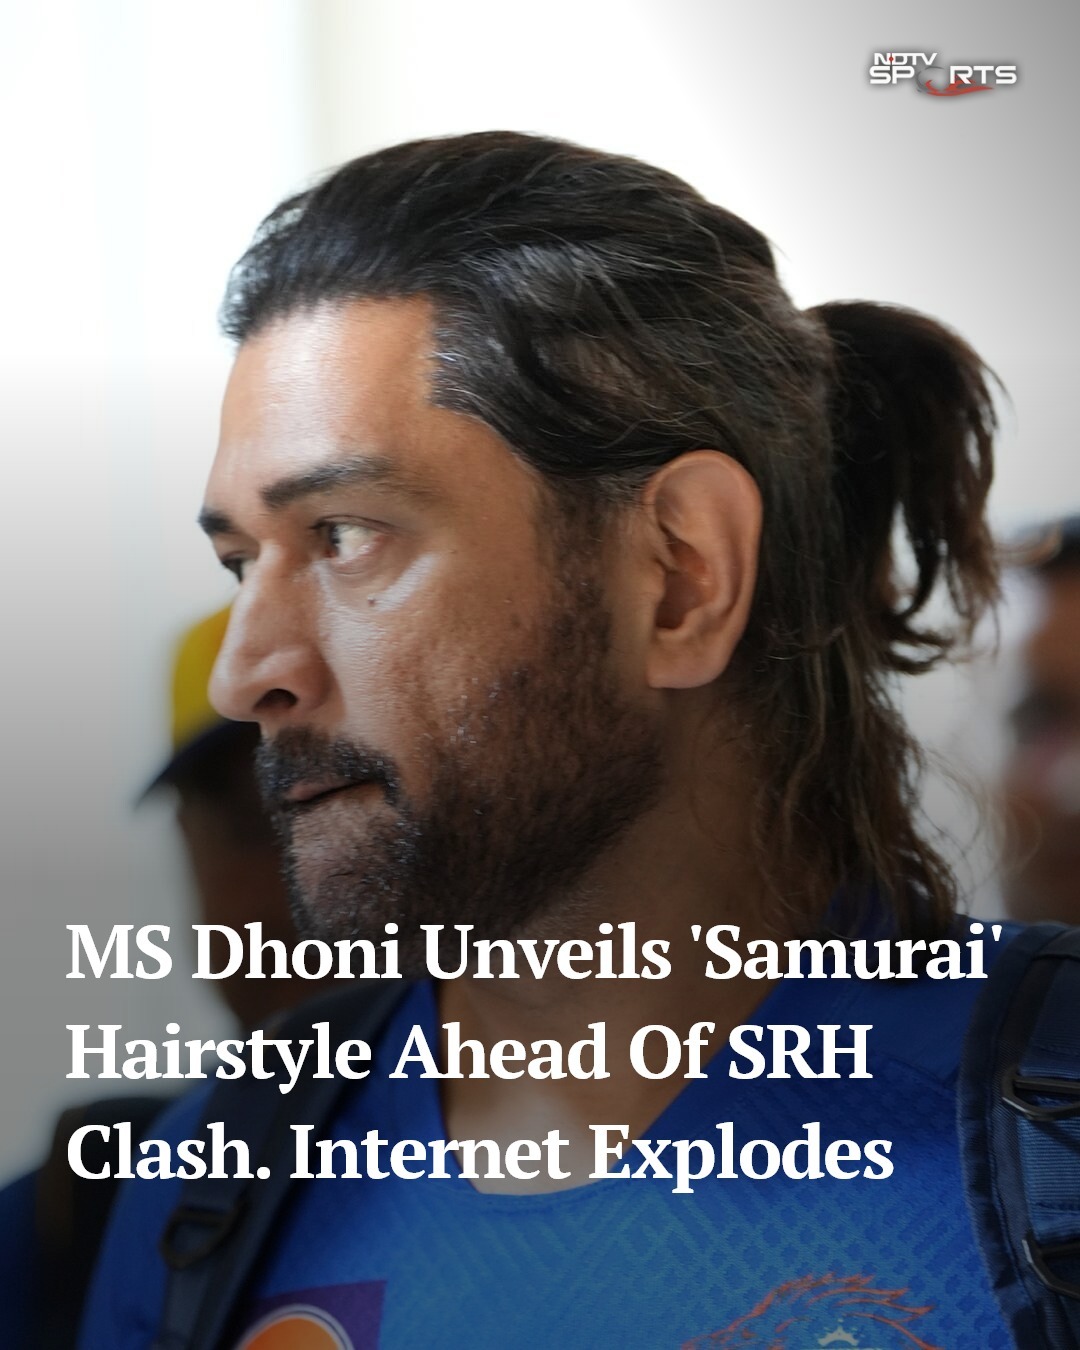 NDTV
SPORTS
MS Dhoni Unveils 'Samurai'
Hairstyle Ahead Of SRH
Clash. Internet Explodes